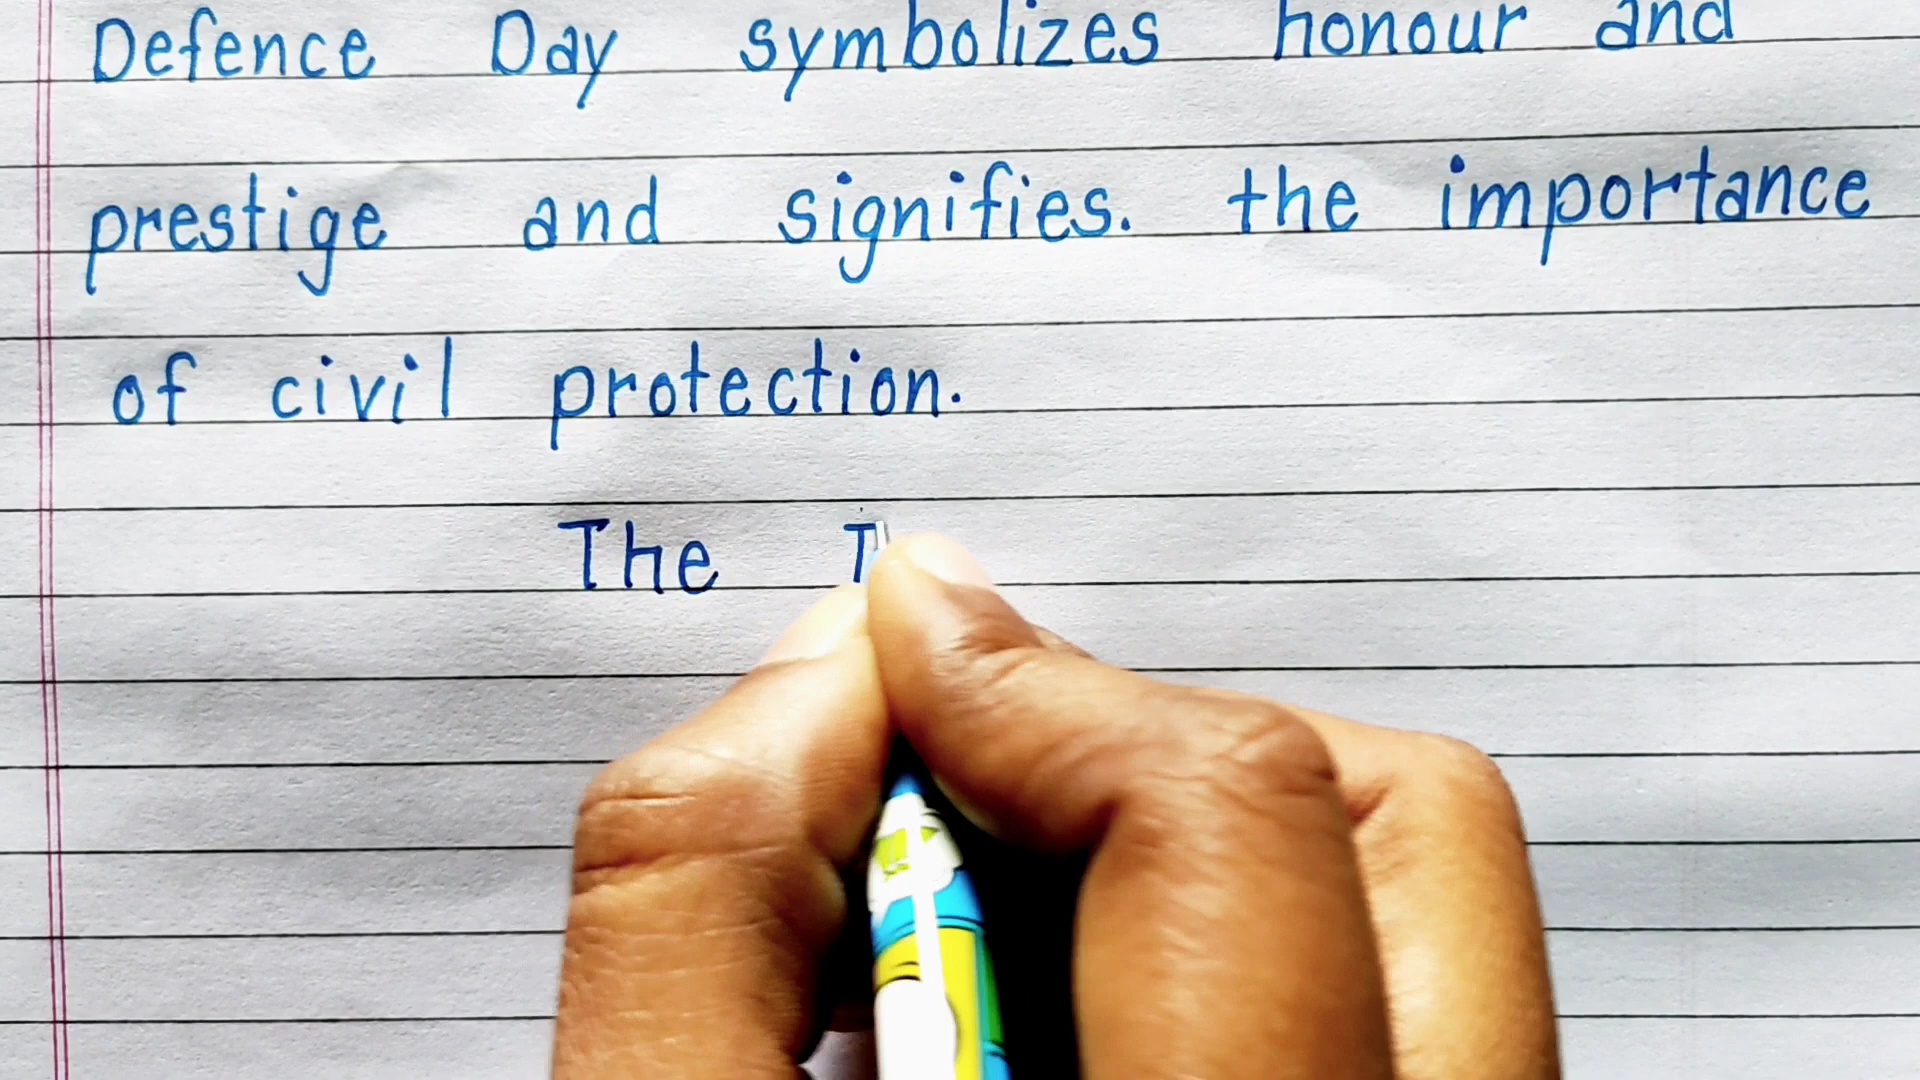 Defence Day symbolizes honour and
prestige and signifies. the importance
of civil protection.
The